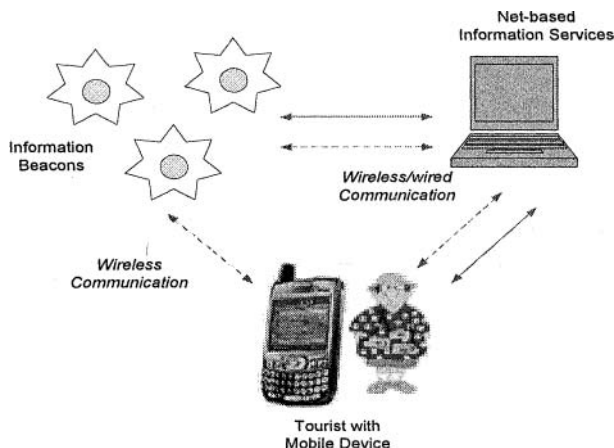 Net-based
Information Services
Information
Beacons
Wireless/wired
Communication
Wireless
Communication
Tourist with
Mobile Device